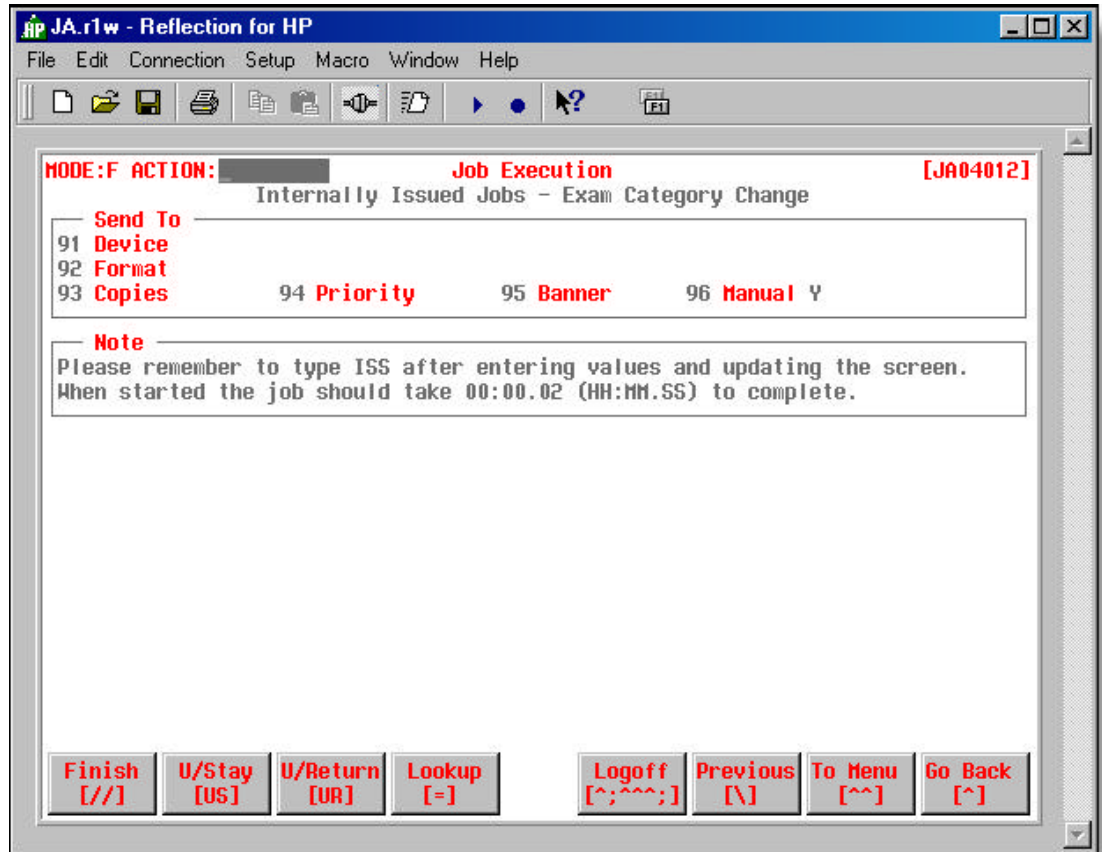 JA.r1w - Reflection for HP
File Edit Connection Setup Macro Window Help
F1
MODE:F ACTION: Job Execution [JA04012]
Internally Issued Jobs - Exam Category Change
Send To
91 Device
92 Format
93 Copies 94 Priority 95 Banner 96 Manual Y
Note
Please remember to type ISS after entering values and updating the screen.
When started the job should take 00:00.02 (HH:MM.SS) to complete.
Finish U/Stay U/Return Lookup Logoff Previous To Menu Go Back
[//] [US] [UR] [=] [^;^^^;] [\] [^^] [^]